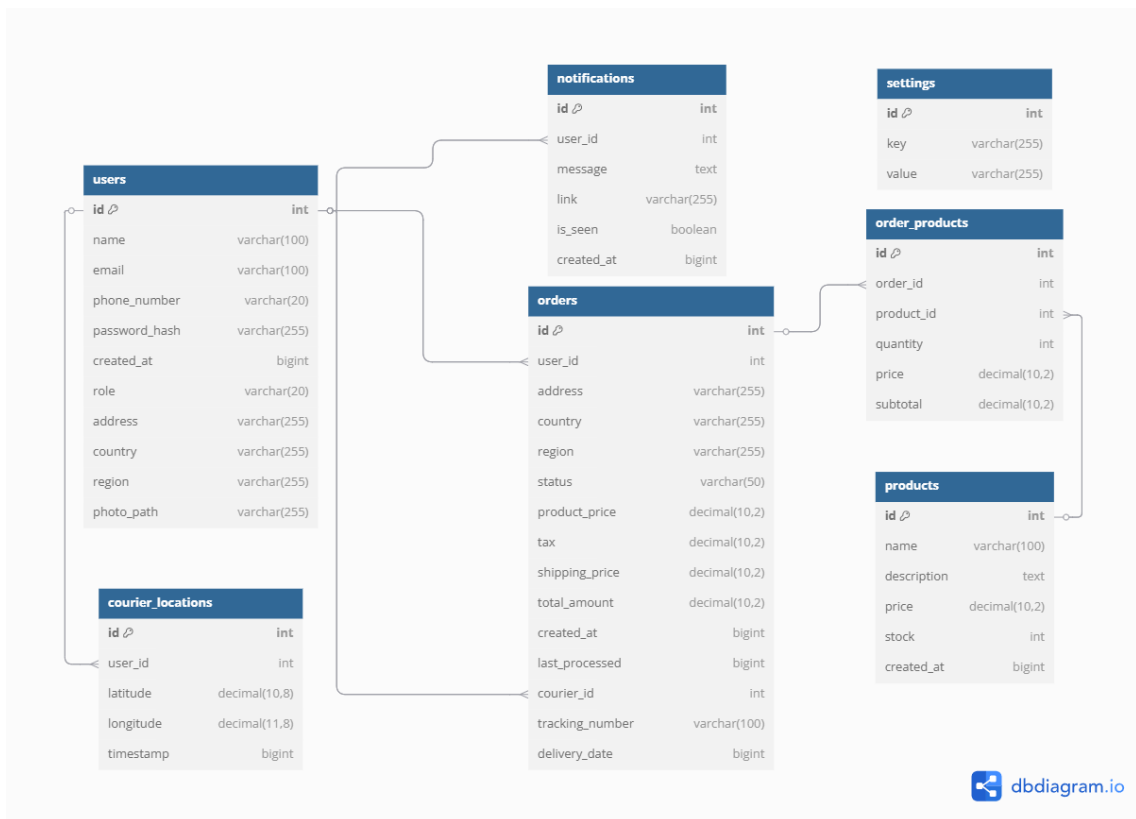 notifications
id int
user_id int
message text
link varchar(255)
is_seen boolean
created_at bigint
settings
id int
key varchar(255)
value varchar(255)
users
id int
name varchar(100)
email varchar(100)
phone_number varchar(20)
password_hash varchar(255)
created_at bigint
role varchar(20)
address varchar(255)
country varchar(255)
region varchar(255)
photo_path varchar(255)
order_products
id int
order_id int
product_id int
quantity int
price decimal(10,2)
subtotal decimal(10,2)
orders
id int
user_id int
address varchar(255)
country varchar(255)
region varchar(255)
status varchar(50)
product_price decimal(10,2)
tax decimal(10,2)
shipping_price decimal(10,2)
total_amount decimal(10,2)
created_at bigint
last_processed bigint
courier_id int
tracking_number varchar(100)
delivery_date bigint
products
id int
name varchar(100)
description text
price decimal(10,2)
stock int
created_at bigint
courier_locations
id int
user_id int
latitude decimal(10,8)
longitude decimal(11,8)
timestamp bigint
dbdiagram.io